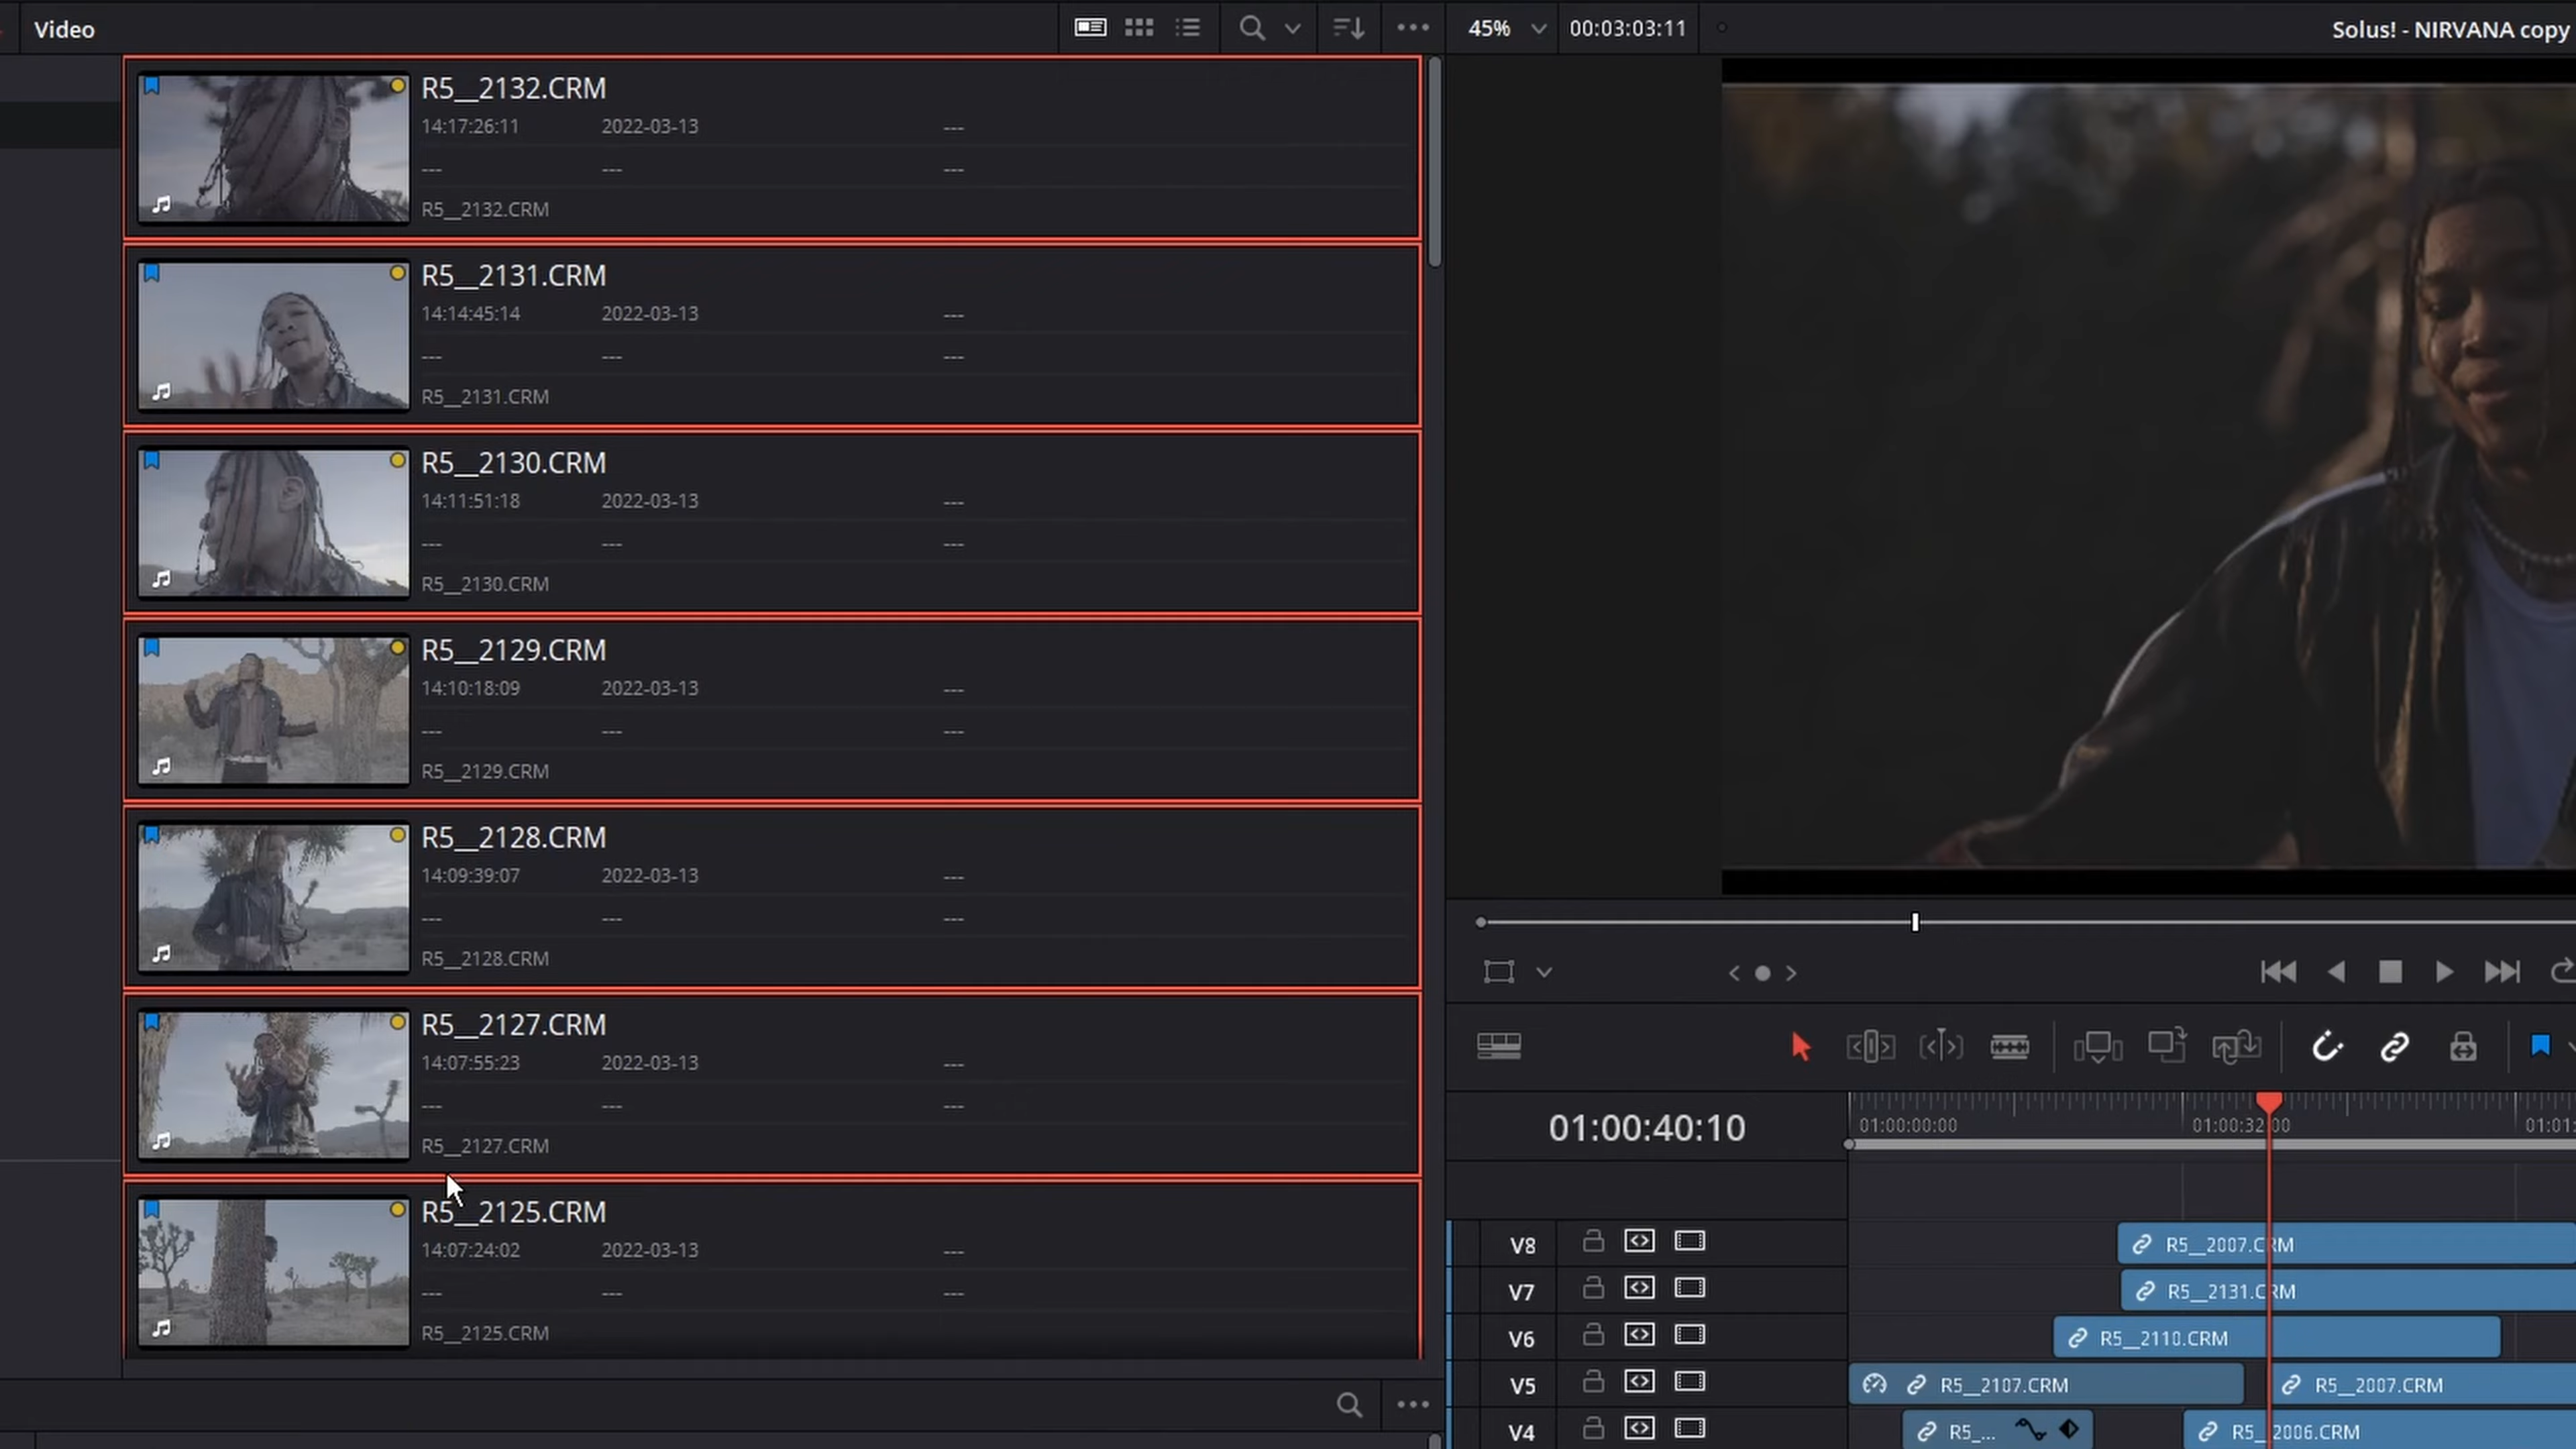 Video
45%
00:03:03:11
Solus! - NIRVANA copy
R5__2132.CRM
14:17:26:11 2022-03-13 ---
--- --- ---
R5__2132.CRM
R5__2131.CRM
14:14:45:14 2022-03-13 ---
--- --- ---
R5__2131.CRM
R5__2130.CRM
14:11:51:18 2022-03-13 ---
--- --- ---
R5__2130.CRM
R5__2129.CRM
14:10:18:09 2022-03-13 ---
--- --- ---
R5__2129.CRM
R5__2128.CRM
14:09:39:07 2022-03-13 ---
--- --- ---
R5__2128.CRM
R5__2127.CRM
14:07:55:23 2022-03-13 ---
--- --- ---
R5__2127.CRM
R5__2125.CRM
14:07:24:02 2022-03-13 ---
--- --- ---
R5__2125.CRM
01:00:40:10
01:00:00:00 01:00:32:00 01:01:
V8 R5__2007.CRM
V7 R5__2131.CRM
V6 R5__2110.CRM
V5 R5__2107.CRM R5__2007.CRM
V4 R5_... R5__2006.CRM